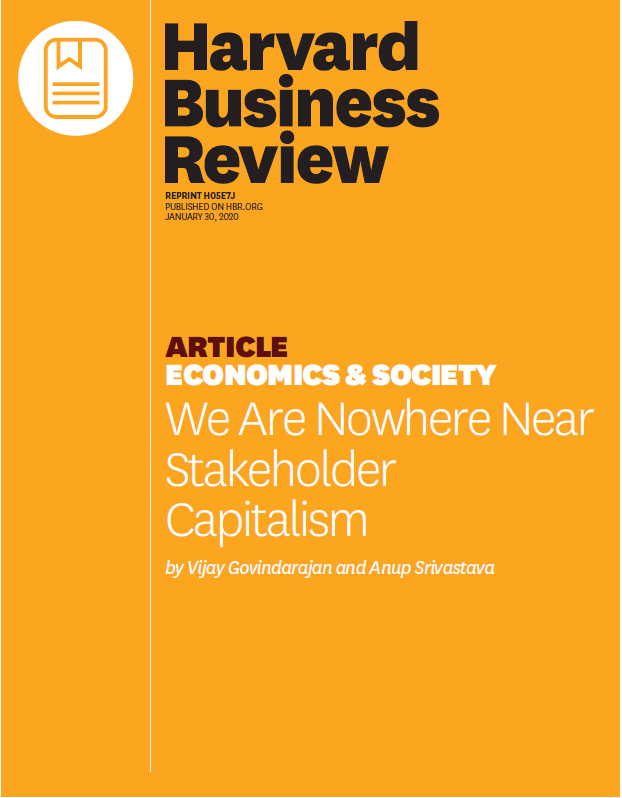 Harvard
Business
Review
REPRINT H05E7J
PUBLISHED ON HBR.ORG
JANUARY 30, 2020
ARTICLE
ECONOMICS & SOCIETY
We Are Nowhere Near
Stakeholder
Capitalism
by Vijay Govindarajan and Anup Srivastava